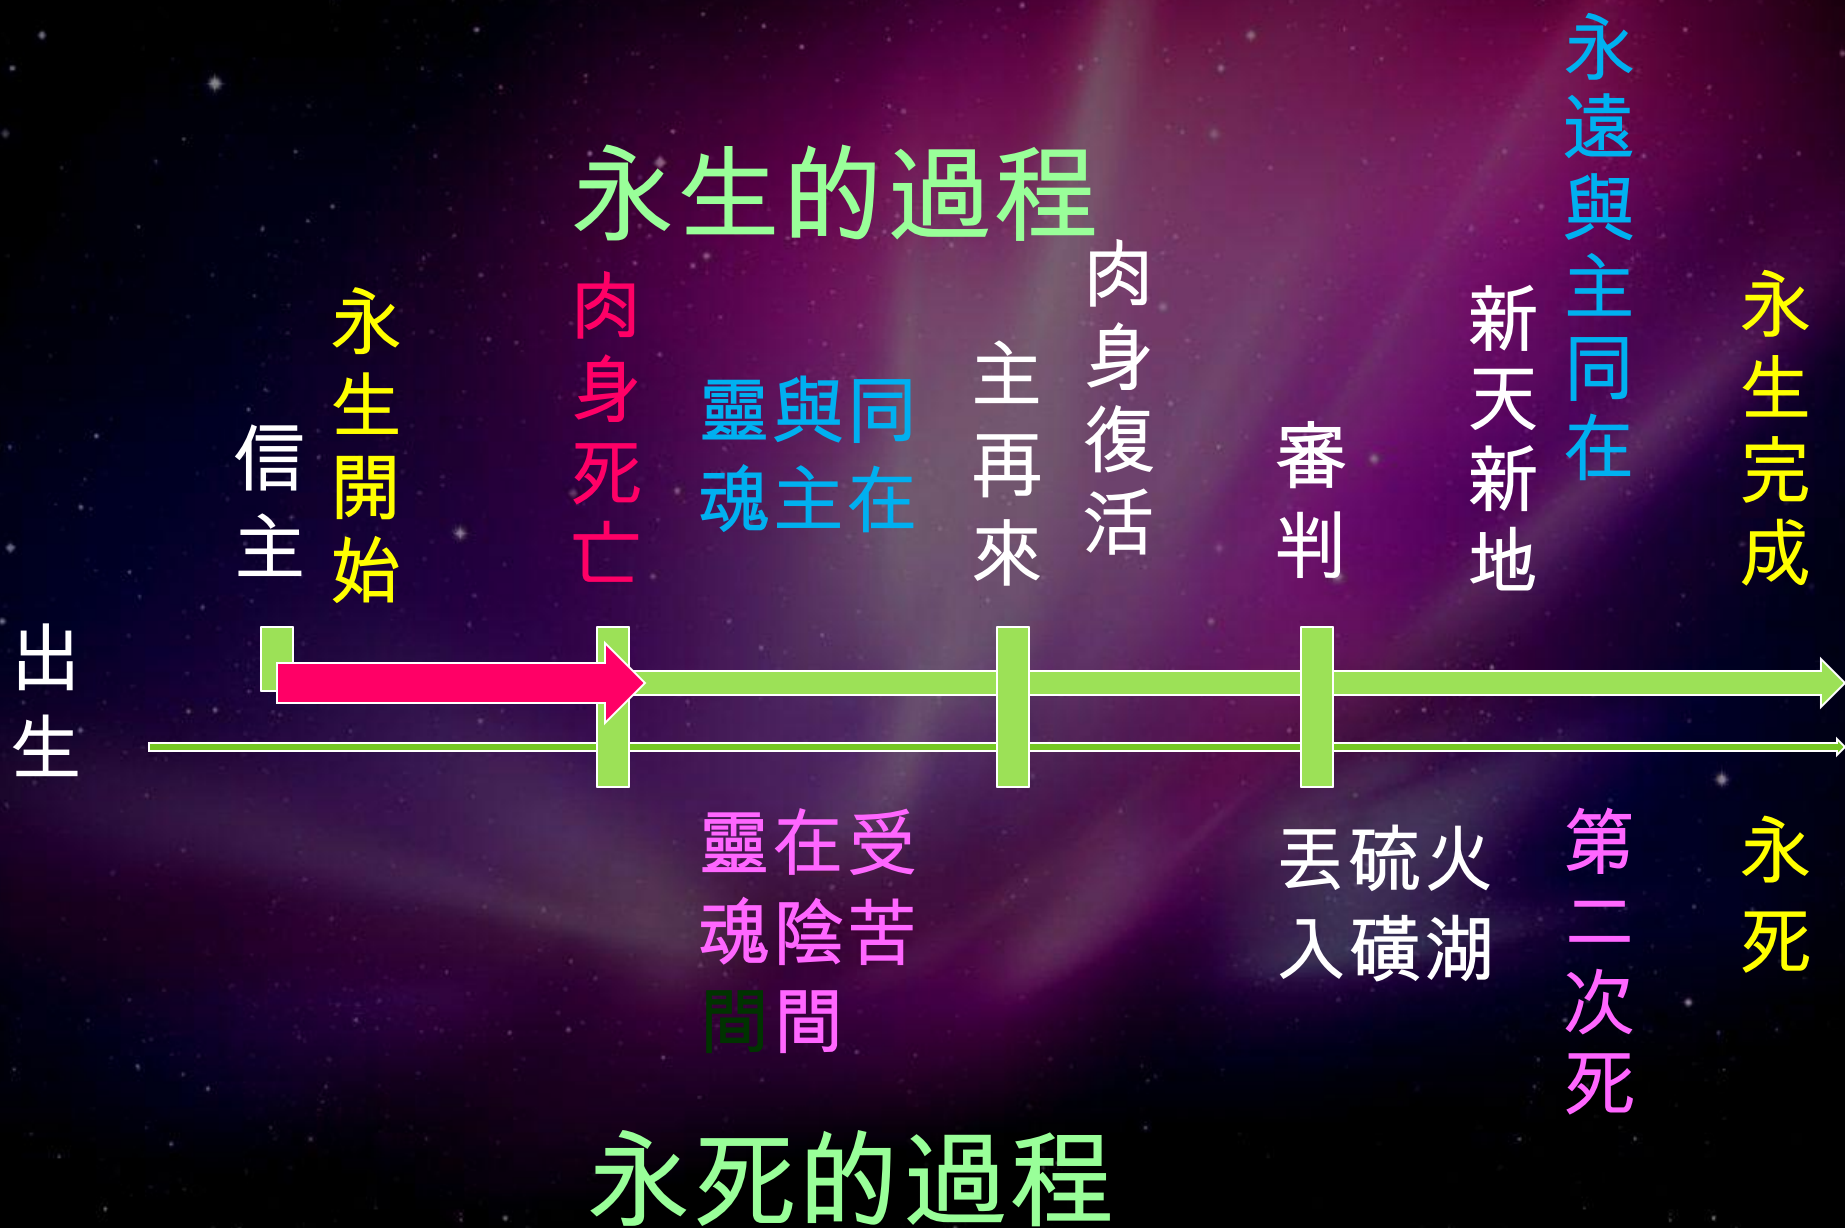 永生的過程
出生
信主
永生開始
肉身死亡
靈與同
魂主在
主再來
肉身復活
審判
新天新地
永遠與主同在
永生完成
靈在受
魂陰苦
間間
丟硫火
入磺湖
第二次死
永死
永死的過程